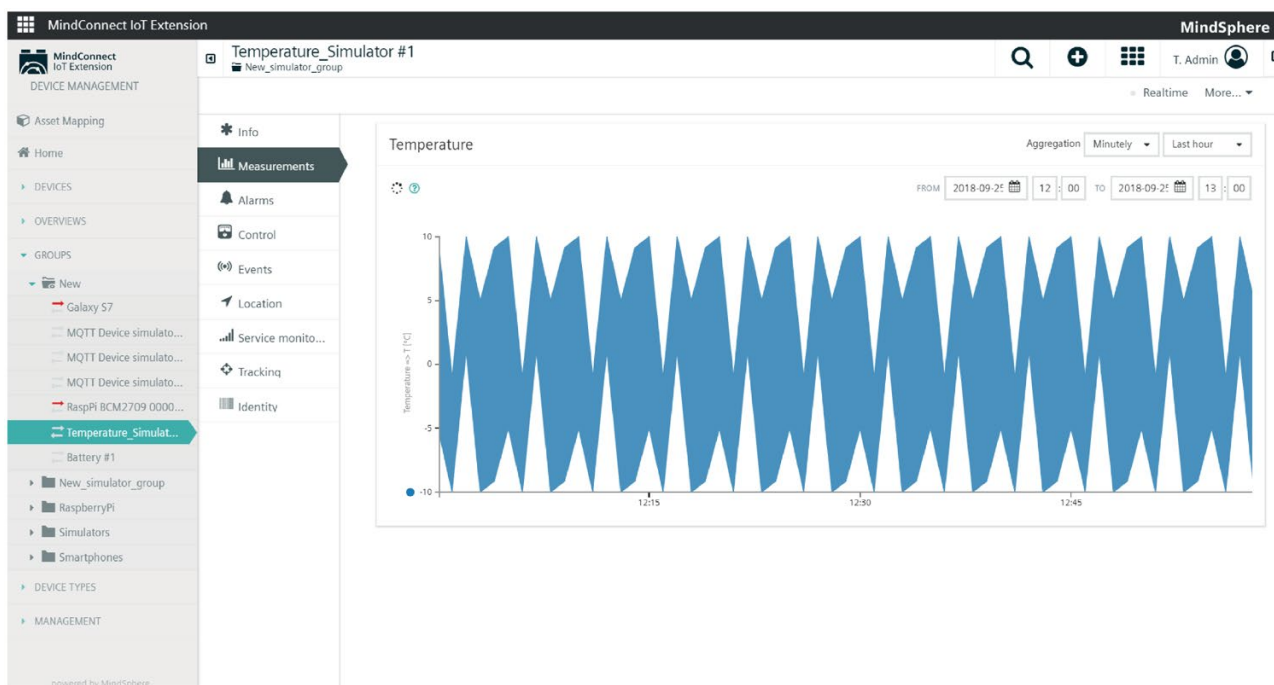 MindConnect IoT Extension
MindSphere
MindConnect
IoT Extension
DEVICE MANAGEMENT
Asset Mapping
Home
DEVICES
OVERVIEWS
GROUPS
New
Galaxy S7
MQTT Device simulato...
MQTT Device simulato...
MQTT Device simulato...
RaspPi BCM2709 0000...
Temperature_Simulat...
Battery #1
New_simulator_group
RaspberryPi
Simulators
Smartphones
DEVICE TYPES
MANAGEMENT
powered by MindSphere
Temperature_Simulator #1
New_simulator_group
T. Admin
Realtime More...
Info
Measurements
Alarms
Control
Events
Location
Service monito...
Tracking
Identity
Temperature
Aggregation Minutely Last hour
FROM 2018-09-25 12 : 00 TO 2018-09-25 13 : 00
Temperature => T [°C]
10
5
0
-5
-10
12:15 12:30 12:45